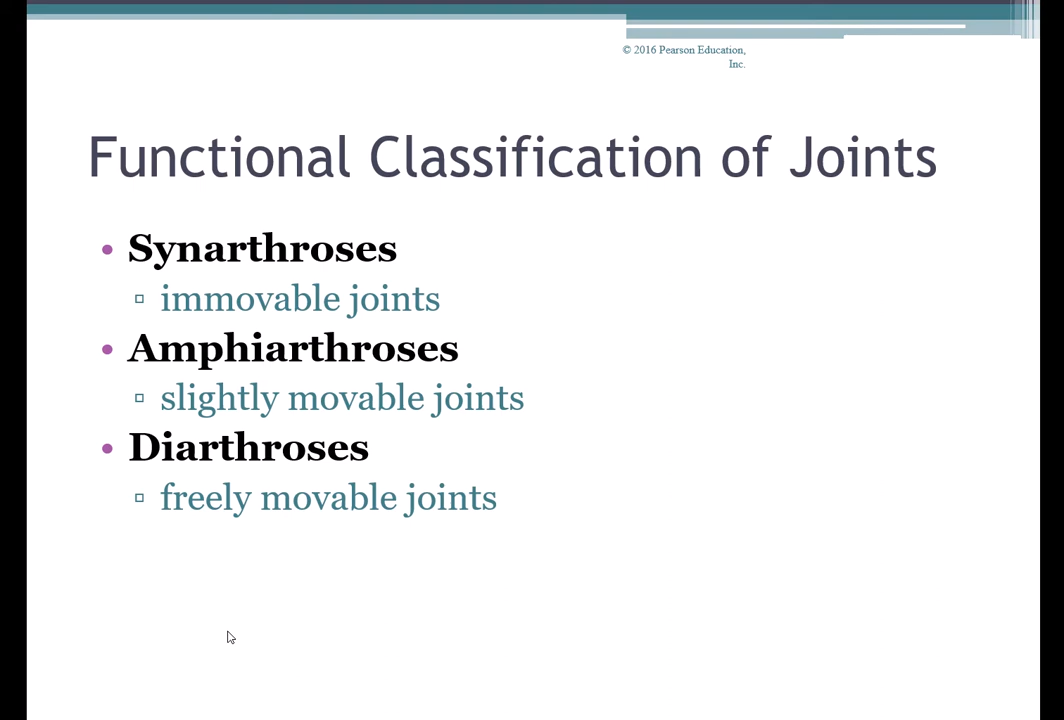 © 2016 Pearson Education,
Inc.
Functional Classification of Joints
• Synarthroses
▫ immovable joints
• Amphiarthroses
▫ slightly movable joints
• Diarthroses
▫ freely movable joints